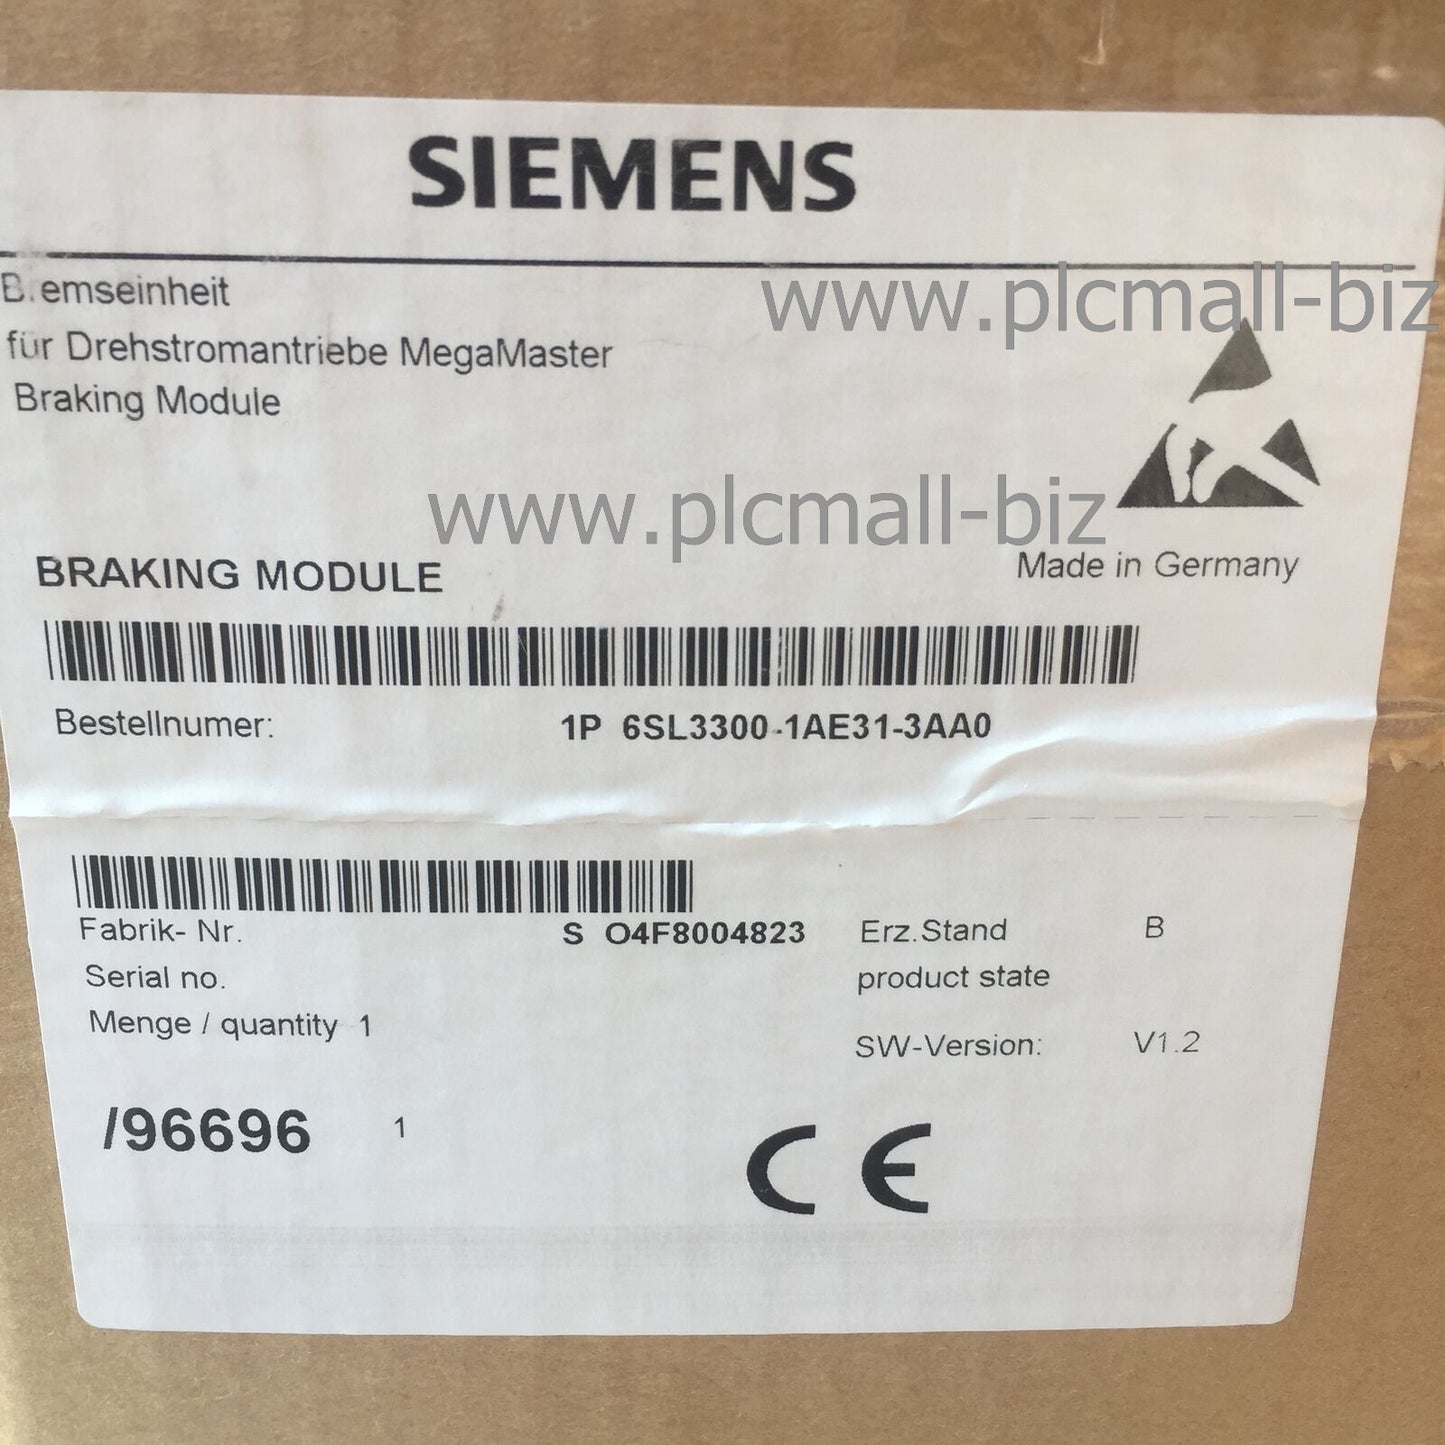 SIEMENS
Bremseinheit
www.plcmall-biz
für Drehstromantriebe MegaMaster
Braking Module
www.plcmall-biz
Made in Germany
BRAKING MODULE
Bestellnumer: 1P 6SL3300-1AE31-3AA0
Fabrik- Nr. S O4F8004823 Erz.Stand B
Serial no. product state
Menge / quantity 1
SW-Version: V1.2
/96696 1
CE